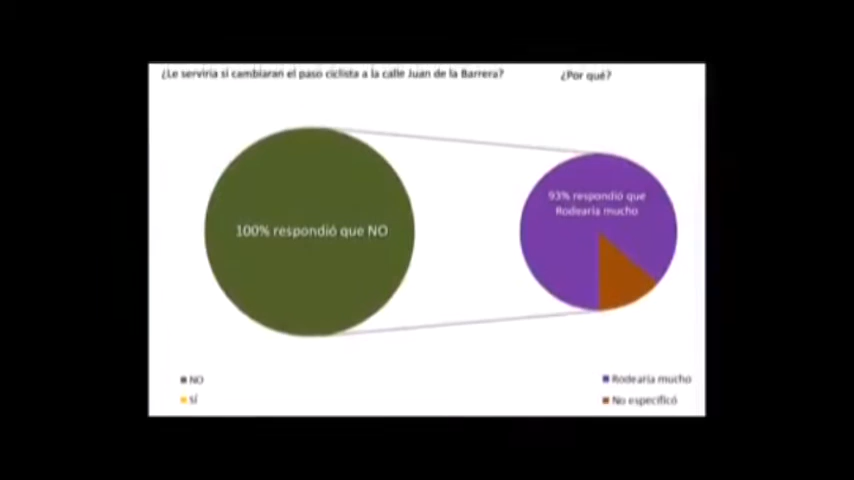 ¿Le serviría si cambiaran el paso ciclista a la calle Juan de la Barrera?
¿Por qué?
100% respondió que NO
93% respondió que
Rodearía mucho
NO
SÍ
Rodearía mucho
No especificó